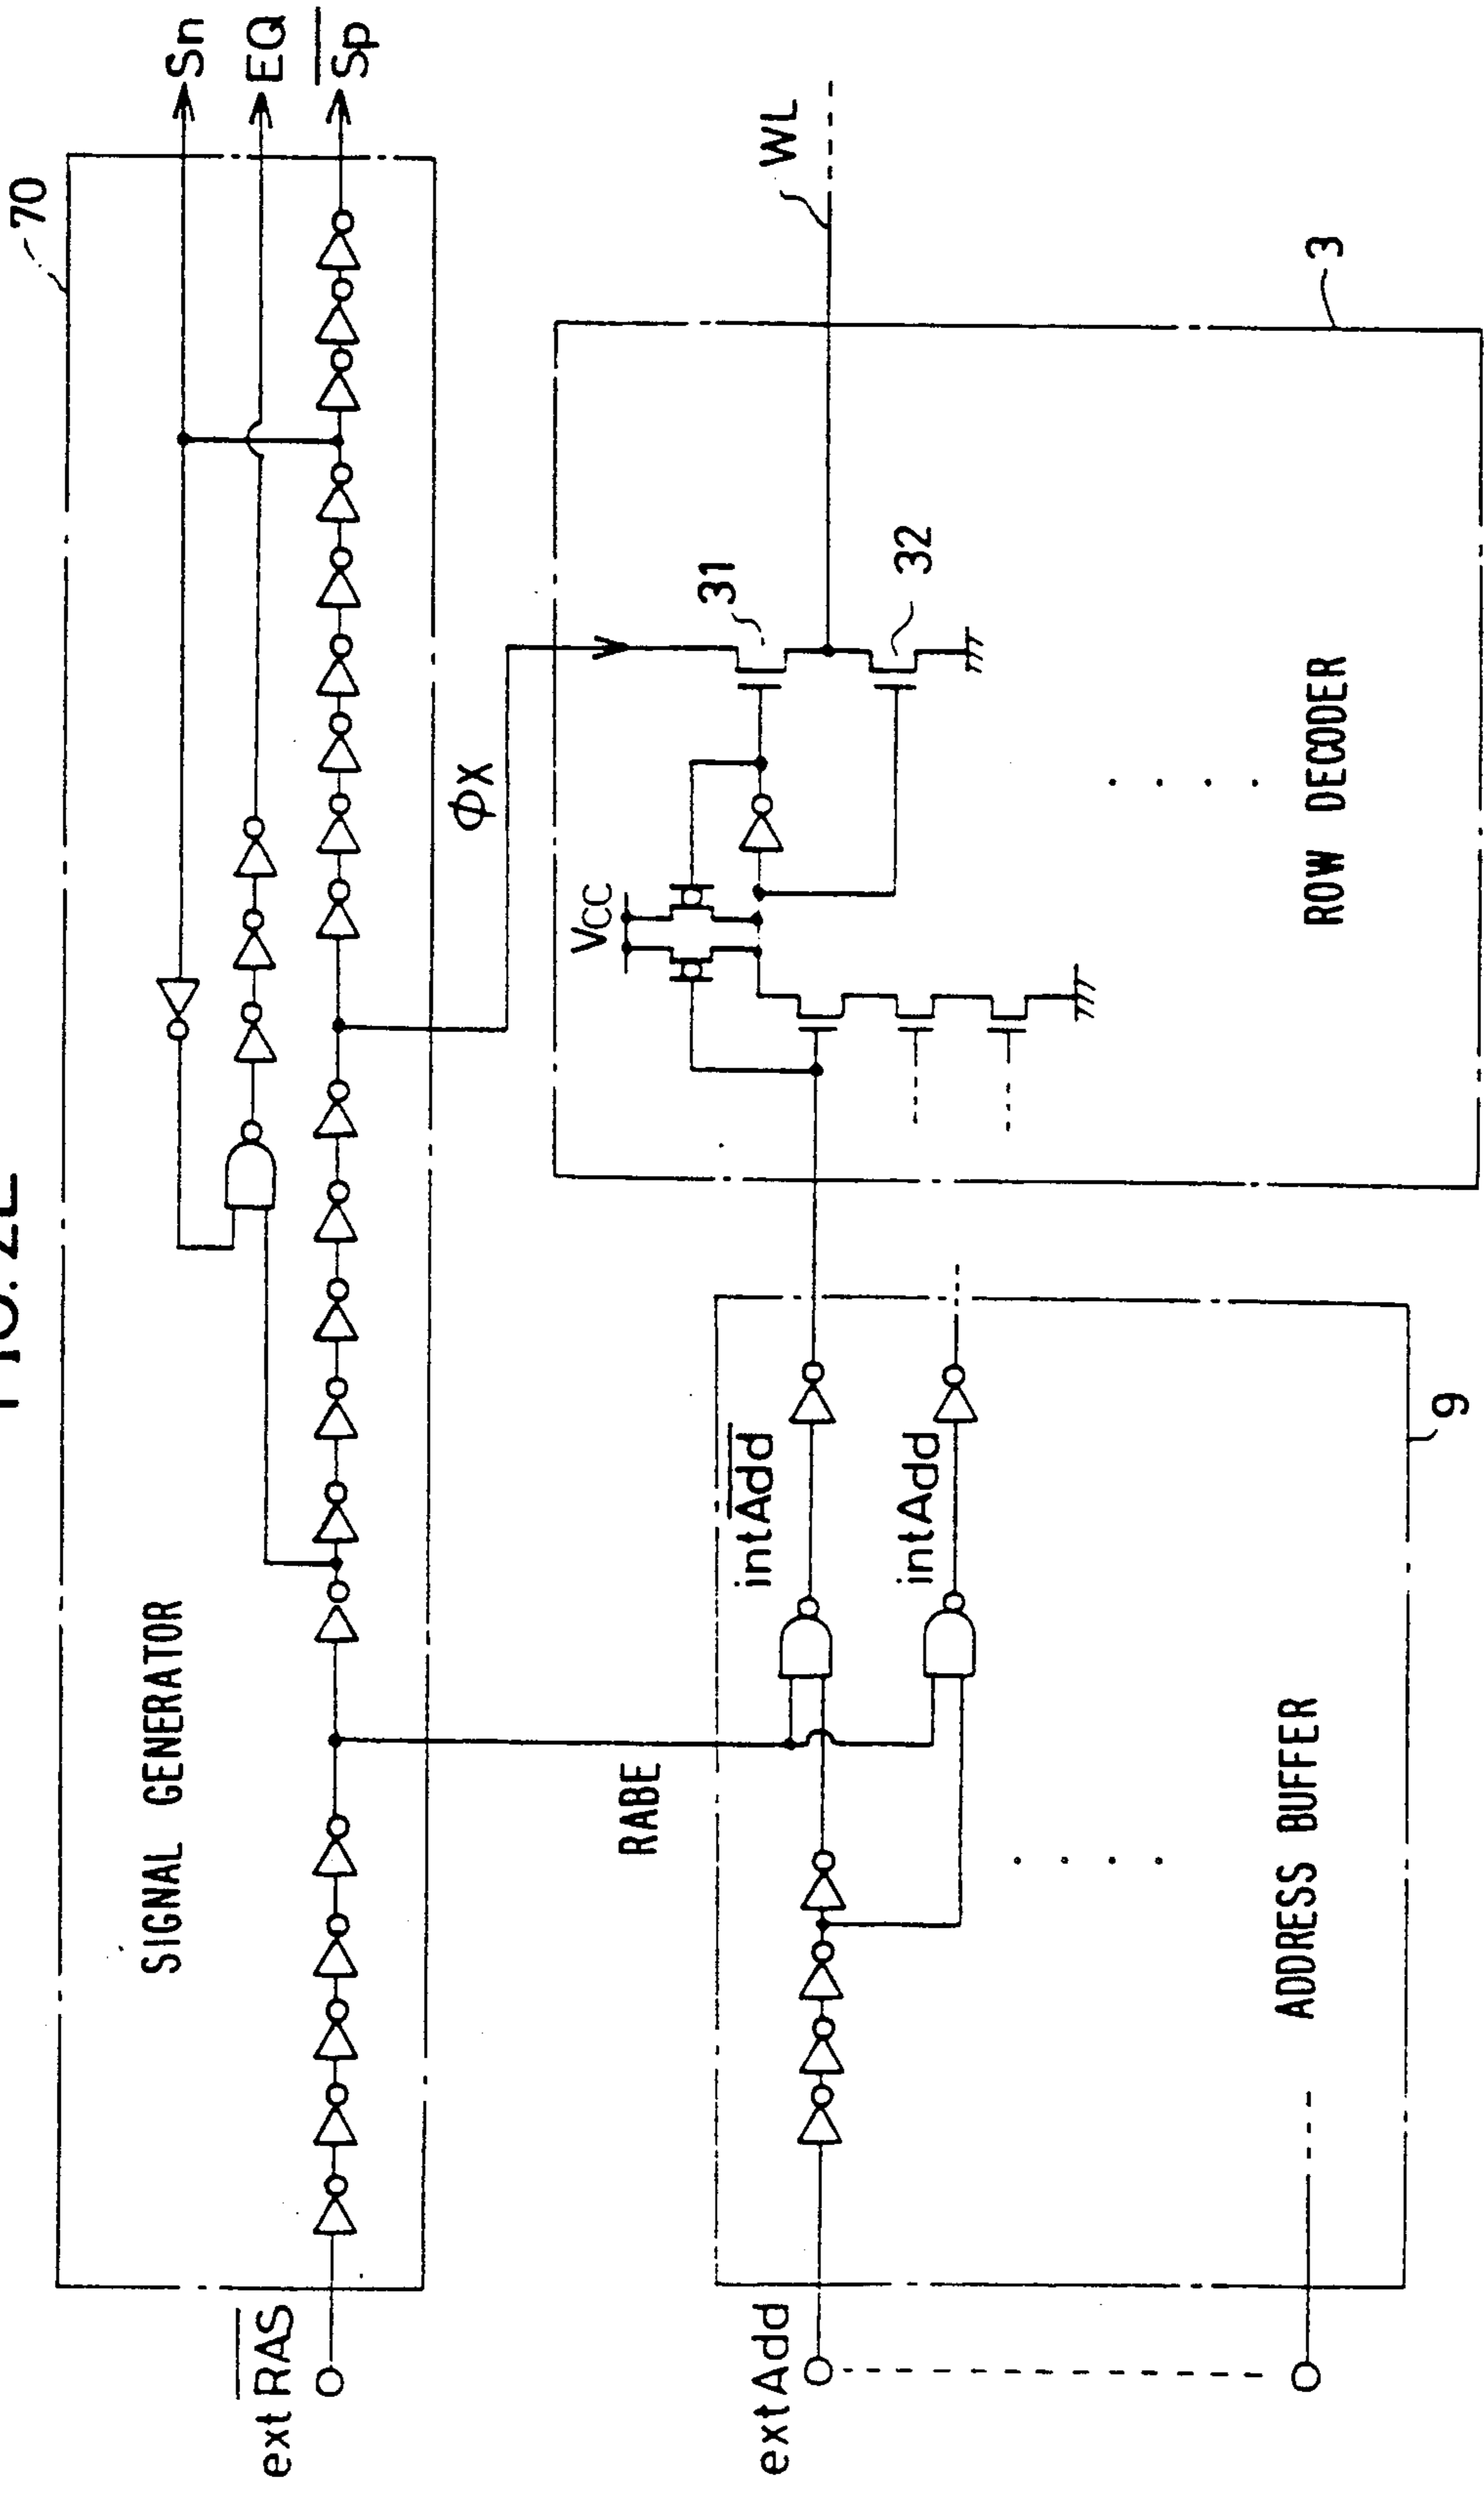 70
Sn
EQ
Sp
SIGNAL GENERATOR
extRAS
φX
RABE
WL
VCC
31
32
3
ROW DECODER
intAdd
intAdd
extAdd
ADDRESS BUFFER
9